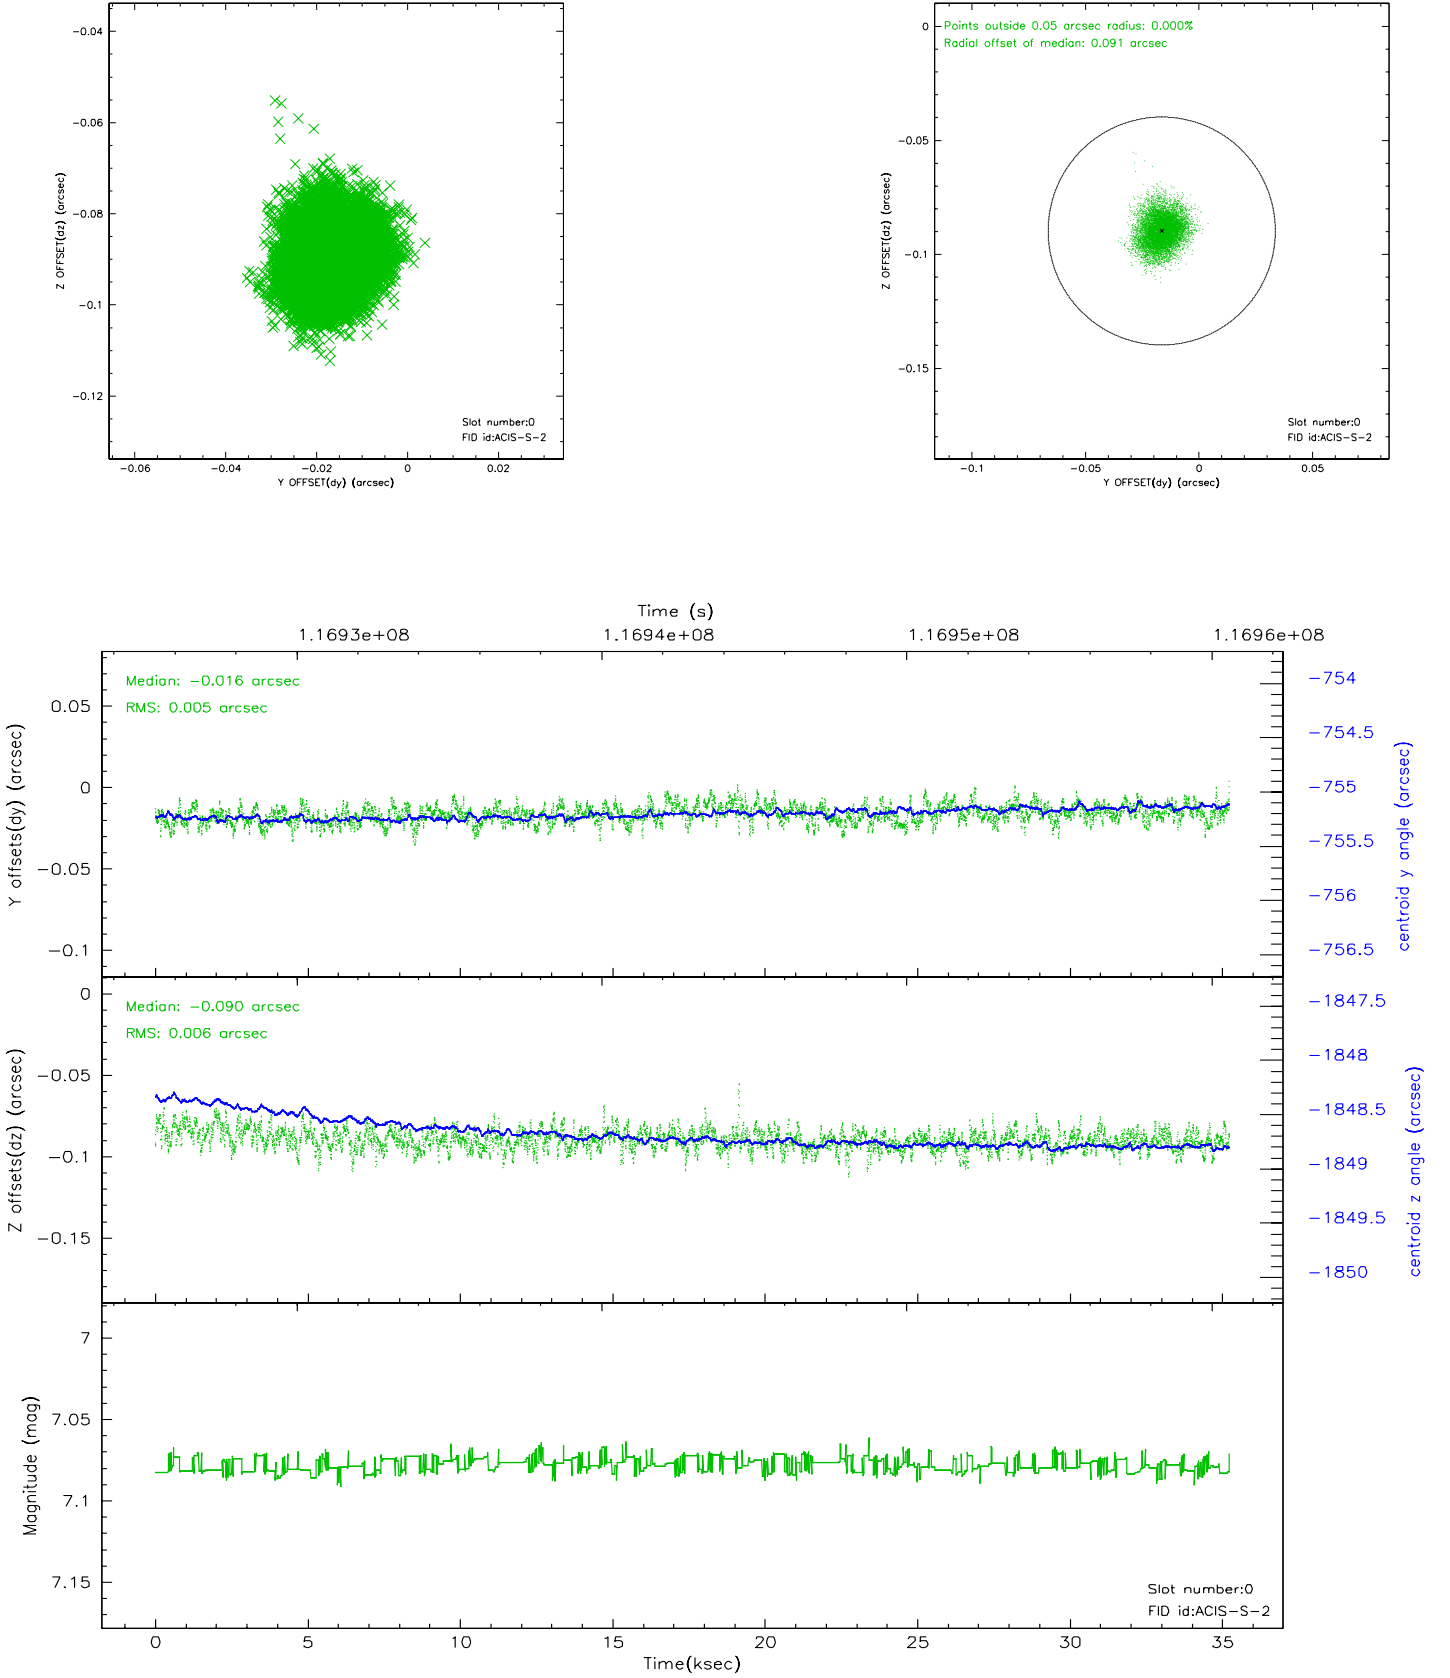 -0.04
-0.06
-0.08
-0.1
-0.12
Z OFFSET(dz) (arcsec)
Slot number:0
FID id:ACIS-S-2
-0.06 -0.04 -0.02 0 0.02
Y OFFSET(dy) (arcsec)
Points outside 0.05 arcsec radius: 0.000%
Radial offset of median: 0.091 arcsec
0
-0.05
-0.1
-0.15
Z OFFSET(dz) (arcsec)
Slot number:0
FID id:ACIS-S-2
-0.1 -0.05 0 0.05
Y OFFSET(dy) (arcsec)
Time (s)
1.1693e+08 1.1694e+08 1.1695e+08 1.1696e+08
Median: -0.016 arcsec
RMS: 0.005 arcsec
0.05
0
-0.05
-0.1
Y offsets(dy) (arcsec)
-754
-754.5
-755
-755.5
-756
-756.5
centroid y angle (arcsec)
Median: -0.090 arcsec
RMS: 0.006 arcsec
0
-0.05
-0.1
-0.15
Z offsets(dz) (arcsec)
-1847.5
-1848
-1848.5
-1849
-1849.5
-1850
centroid z angle (arcsec)
7
7.05
7.1
7.15
Magnitude (mag)
Slot number:0
FID id:ACIS-S-2
0 5 10 15 20 25 30 35
Time(ksec)